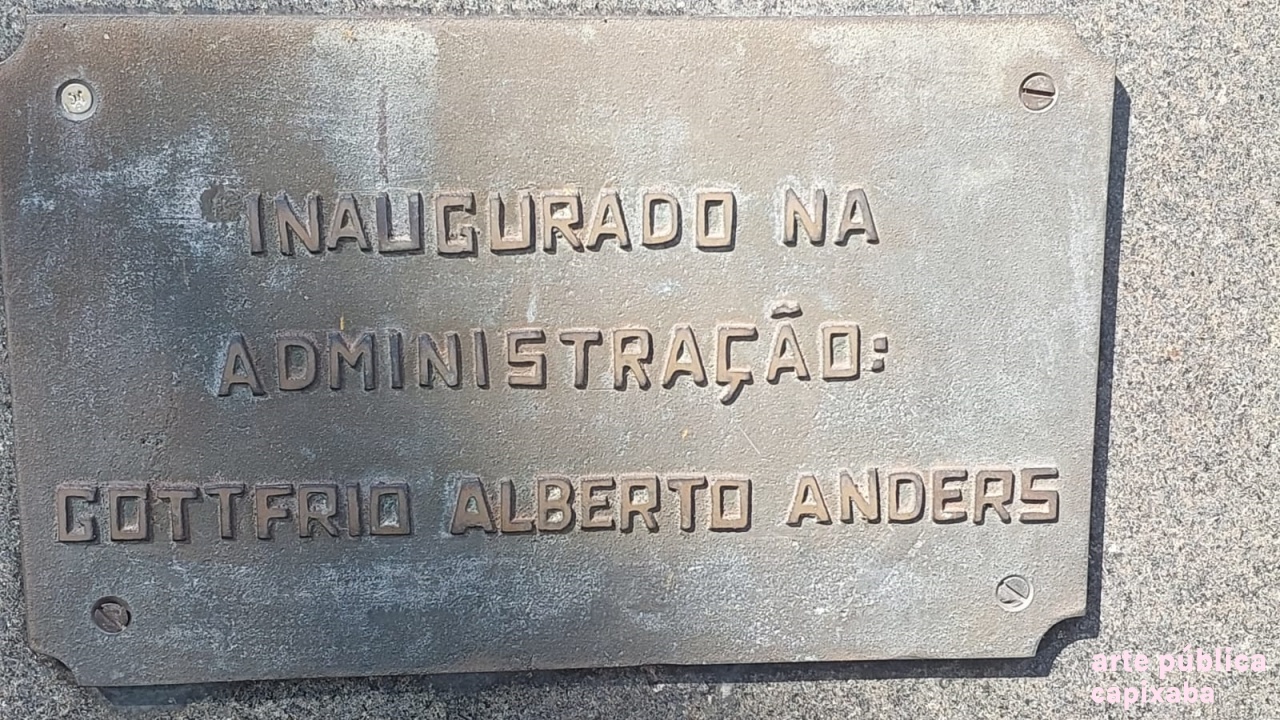 INAUGURADO NA
ADMINISTRAÇÃO:
GOTTFRIO ALBERTO ANDERS
arte pública
capixaba